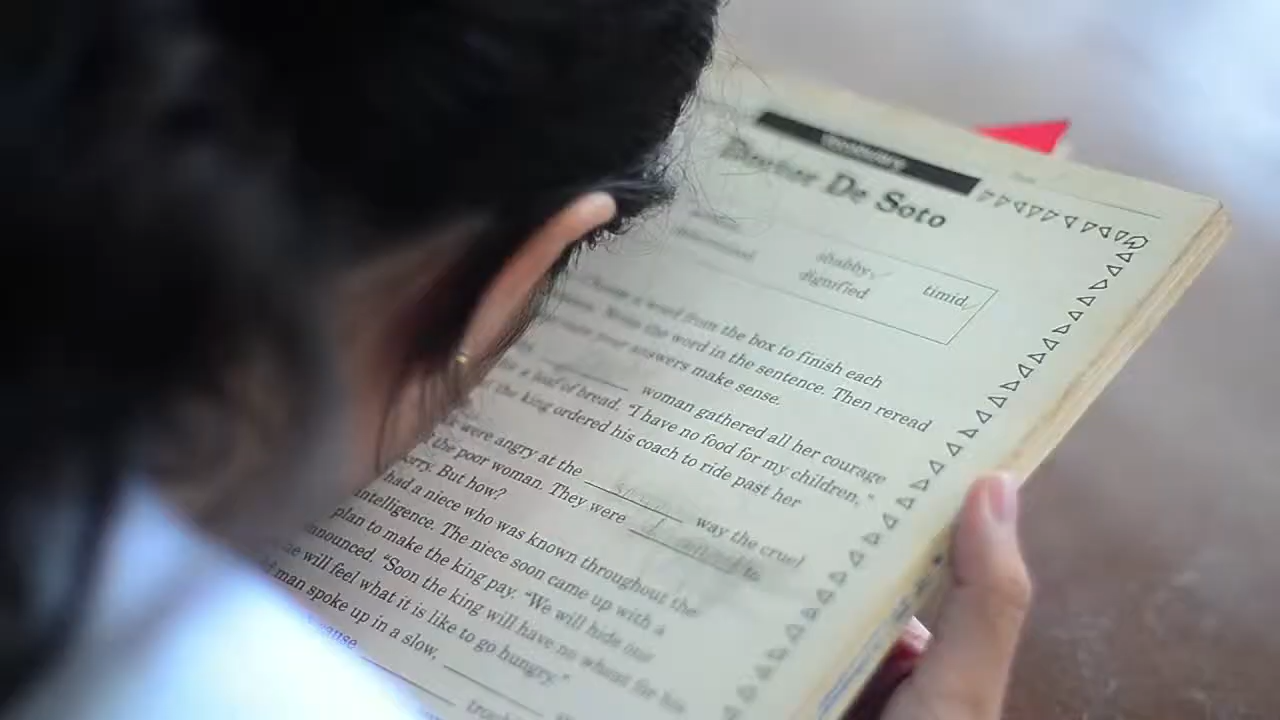 Vocabulary
Doctor De Soto
shabby
timid
dignified
Choose a word from the box to finish each
Write the word in the sentence. Then reread
your answers make sense.
woman gathered all her courage
a loaf of bread. "I have no food for my children."
the king ordered his coach to ride past her
were angry at the way the cruel
the poor woman. They were to
But how?
had a niece who was known throughout the
intelligence. The niece soon came up with a
plan to make the king pay. "We will hide our
announced. "Soon the king will have no wheat for his
will feel what it is like to go hungry."
man spoke up in a slow,